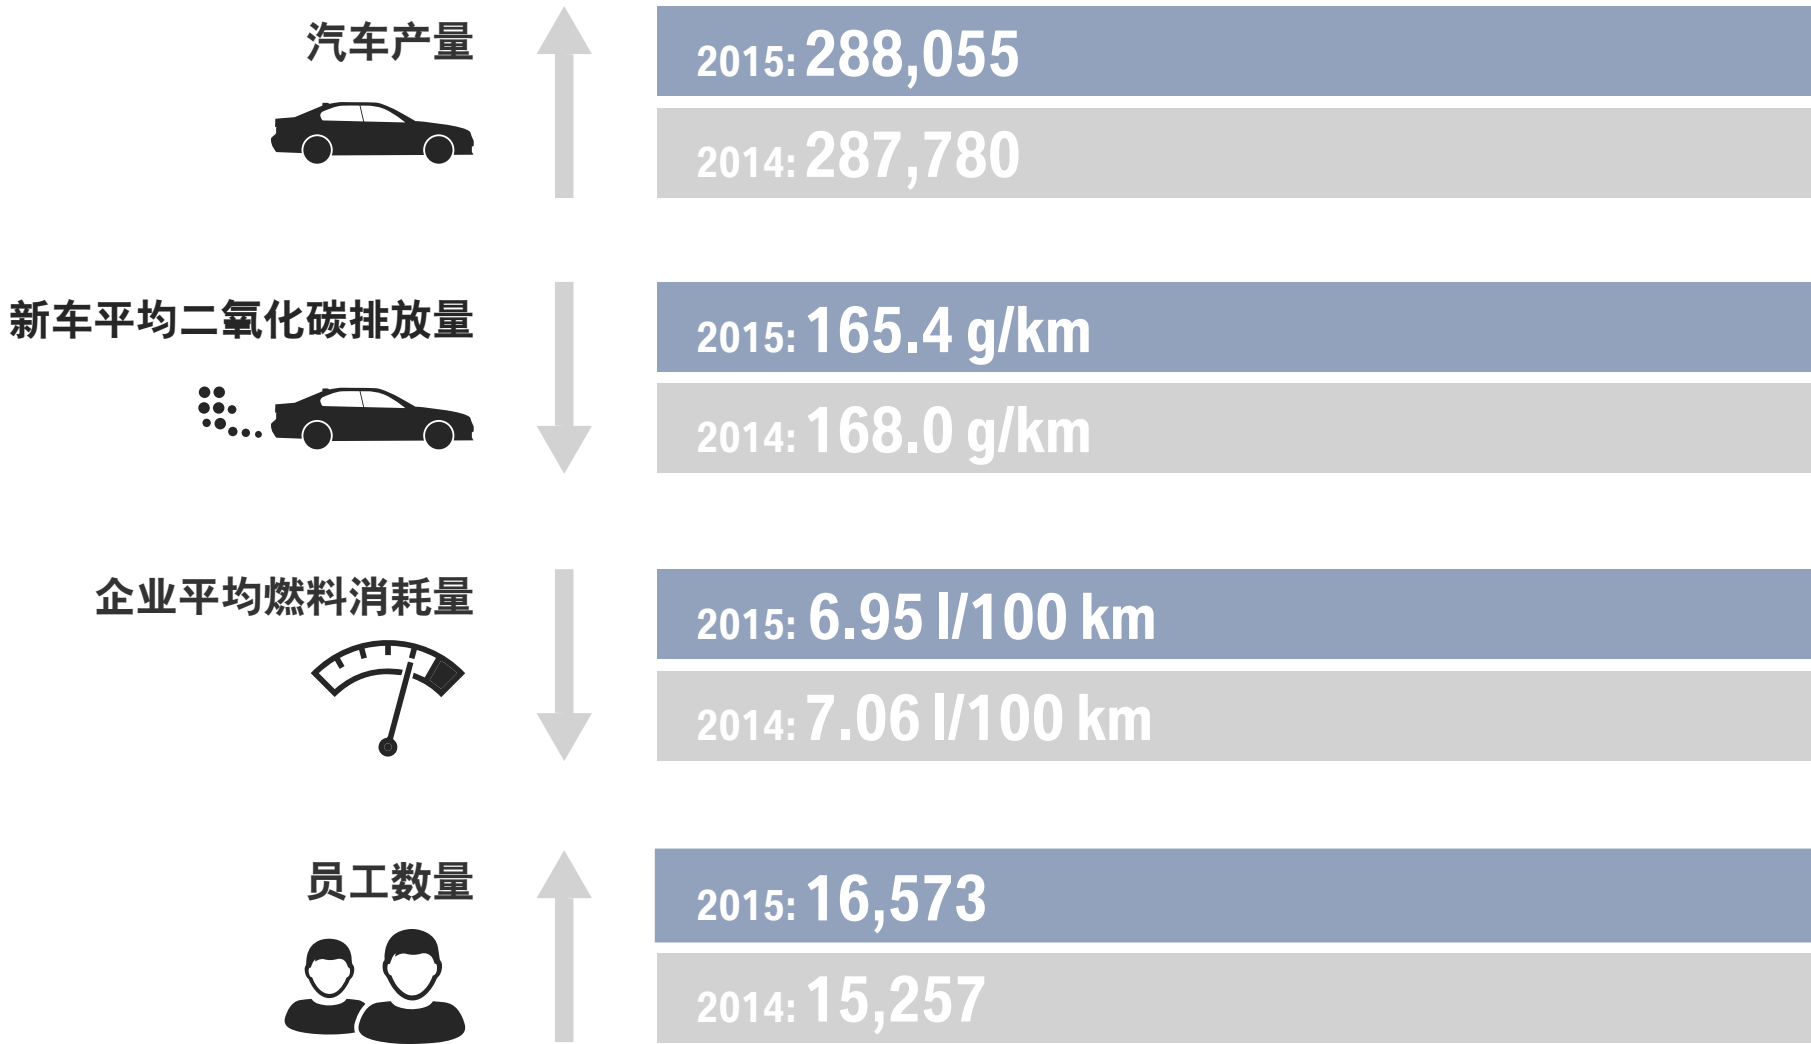 汽车产量
2015: 288,055
2014: 287,780
新车平均二氧化碳排放量
2015: 165.4 g/km
2014: 168.0 g/km
企业平均燃料消耗量
2015: 6.95 l/100 km
2014: 7.06 l/100 km
员工数量
2015: 16,573
2014: 15,257